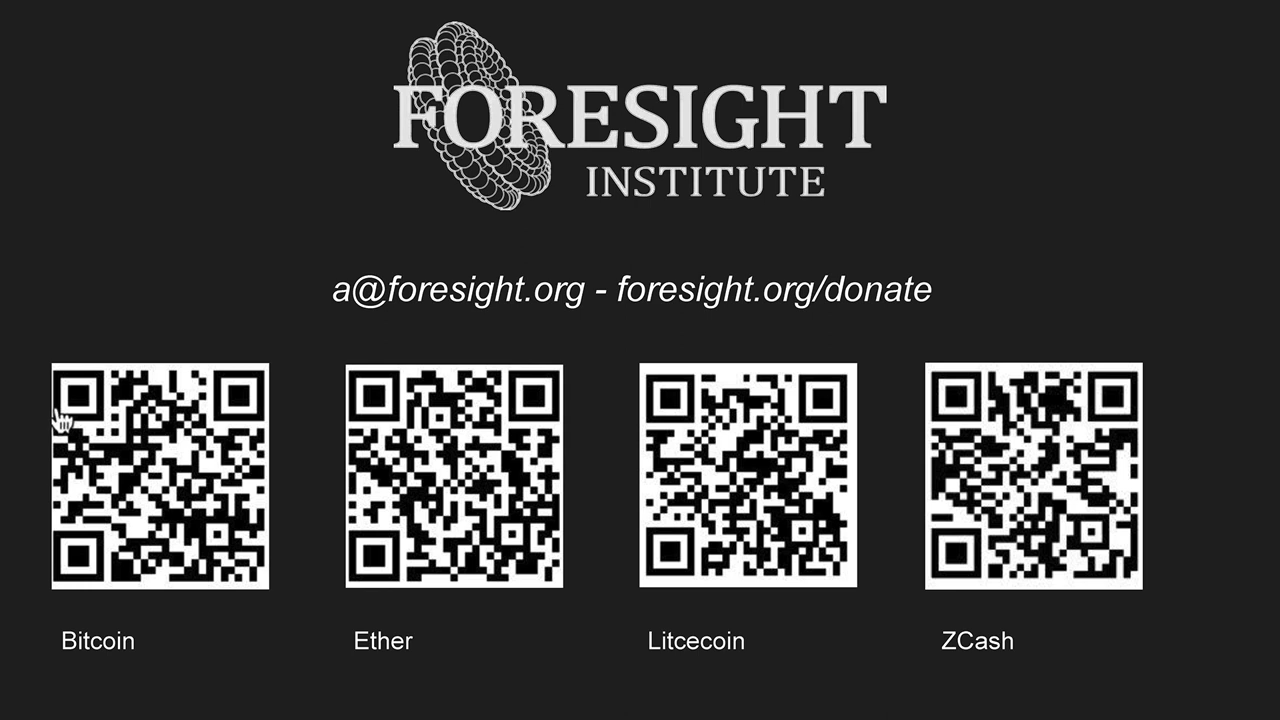 FORESIGHT
INSTITUTE
a@foresight.org - foresight.org/donate
Bitcoin
Ether
Litcecoin
ZCash